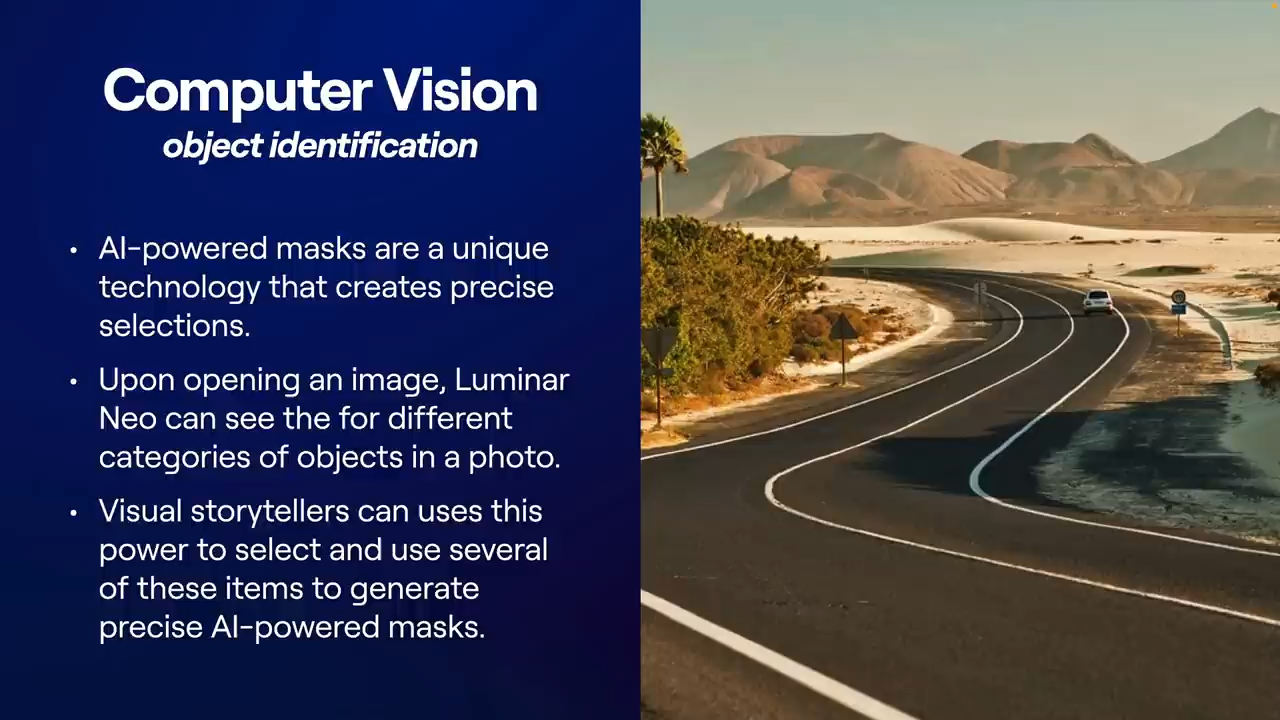 Computer Vision
object identification
• AI-powered masks are a unique
technology that creates precise
selections.
• Upon opening an image, Luminar
Neo can see the for different
categories of objects in a photo.
• Visual storytellers can uses this
power to select and use several
of these items to generate
precise AI-powered masks.